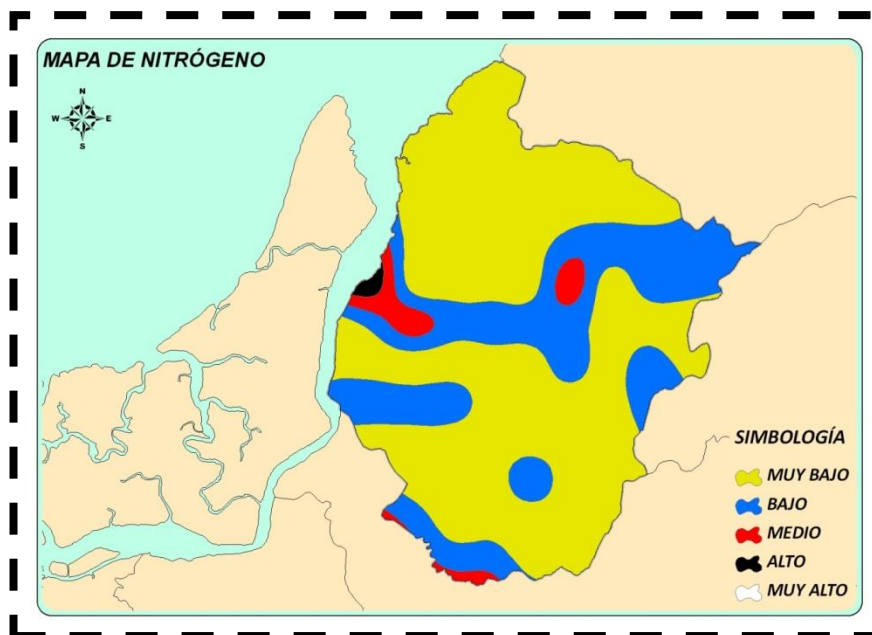 MAPA DE NITRÓGENO
N
W E
S
SIMBOLOGÍA
MUY BAJO
BAJO
MEDIO
ALTO
MUY ALTO